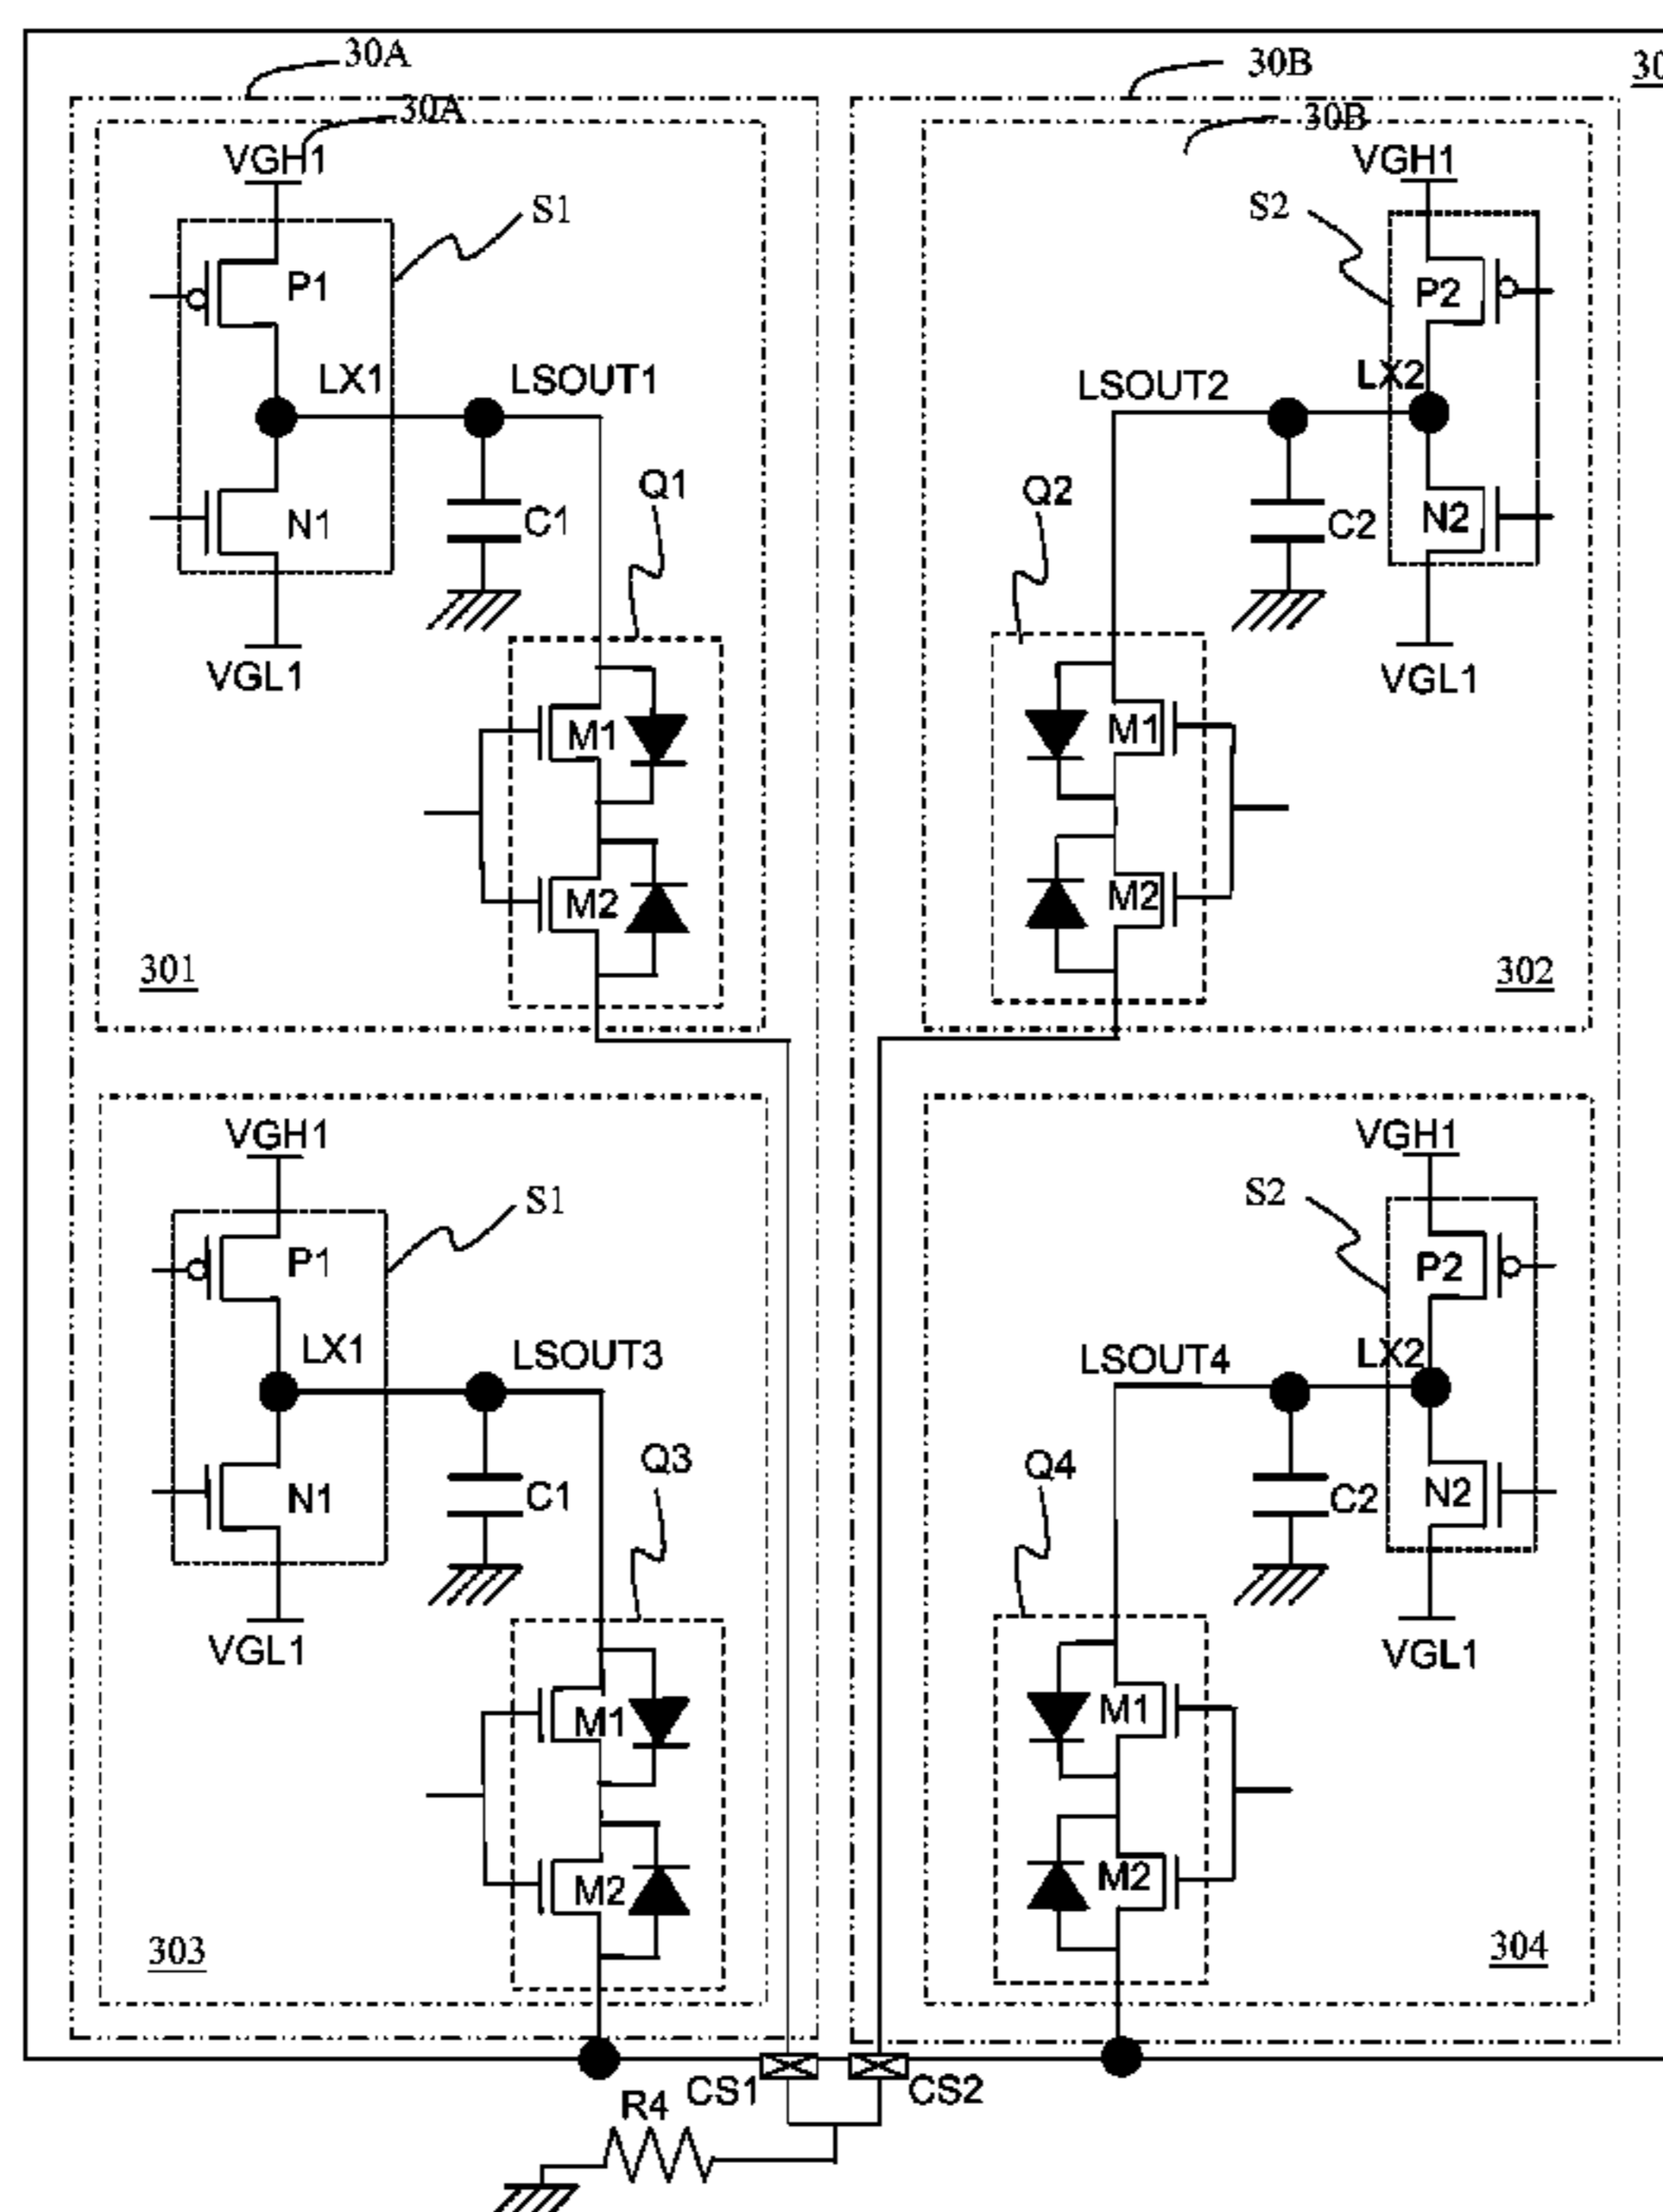 30A
30B
30
30A
30B
VGH1
VGH1
S1
S2
P1
P2
LX1
LSOUT1
LSOUT2
LX2
Q1
Q2
N1
C1
C2
N2
VGL1
VGL1
M1
M1
M2
M2
301
302
VGH1
VGH1
S1
S2
P1
P2
LX1
LSOUT3
LSOUT4
LX2
Q3
Q4
N1
C1
C2
N2
VGL1
VGL1
M1
M1
M2
M2
303
304
CS1
CS2
R4